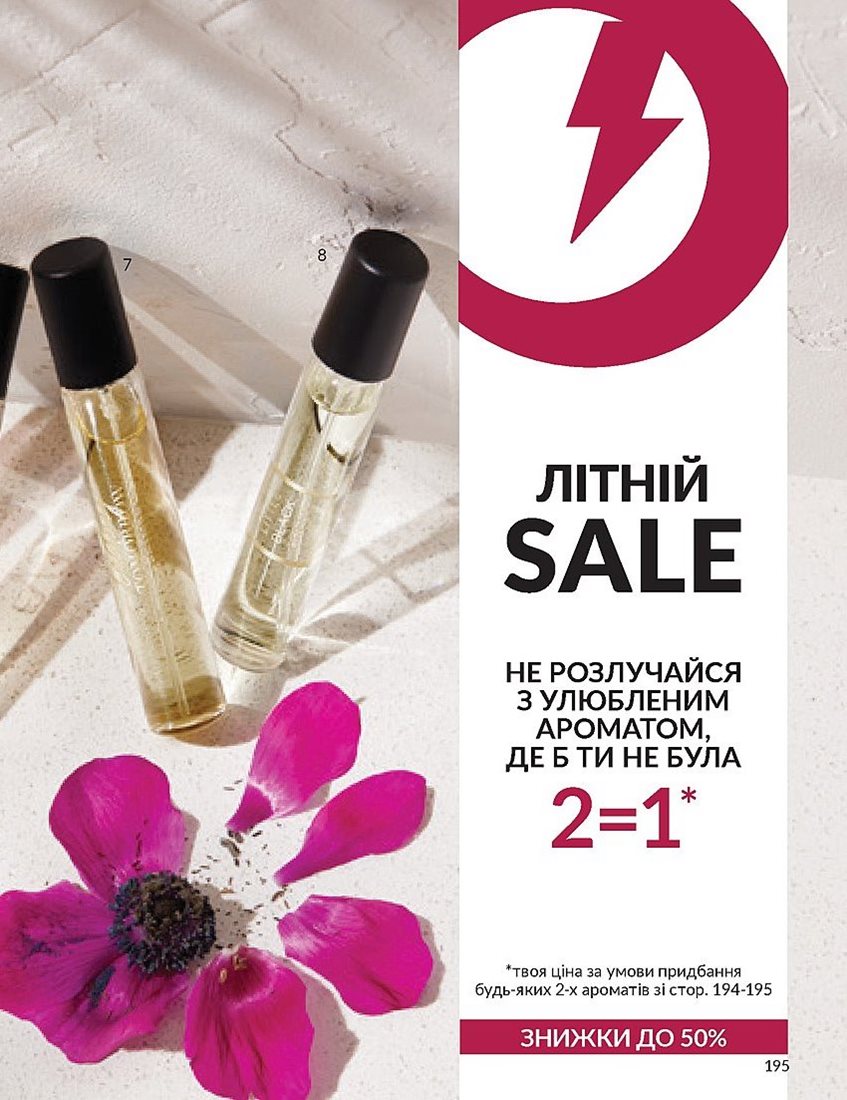 7
8
ЛІТНІЙ
SALE
НЕ РОЗЛУЧАЙСЯ
З УЛЮБЛЕНИМ
АРОМАТОМ,
ДЕ Б ТИ НЕ БУЛА
2=1*
*твоя ціна за умови придбання
будь-яких 2-х ароматів зі стор. 194-195
ЗНИЖКИ ДО 50%
195
BLACK